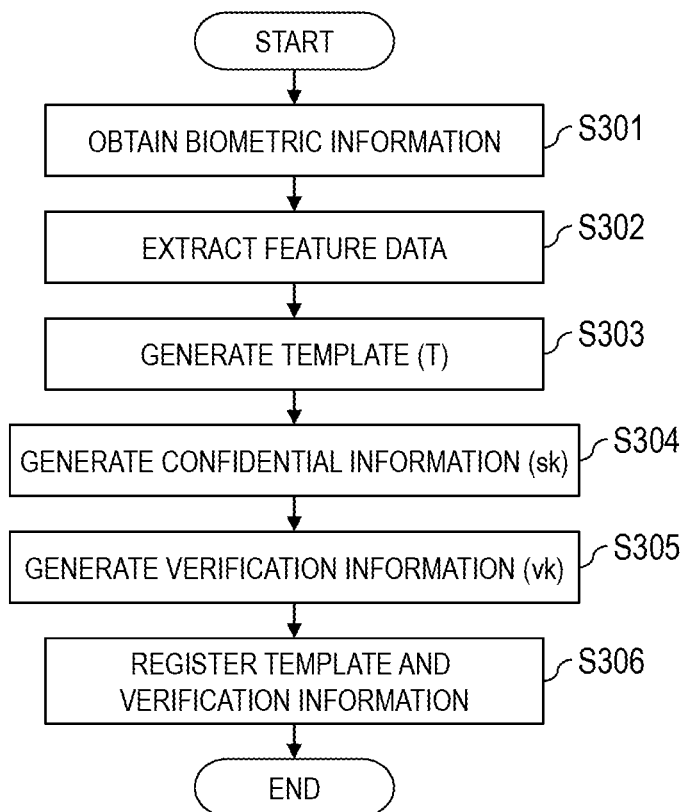 START
OBTAIN BIOMETRIC INFORMATION
S301
EXTRACT FEATURE DATA
S302
GENERATE TEMPLATE (T)
S303
GENERATE CONFIDENTIAL INFORMATION (sk)
S304
GENERATE VERIFICATION INFORMATION (vk)
S305
REGISTER TEMPLATE AND
VERIFICATION INFORMATION
S306
END